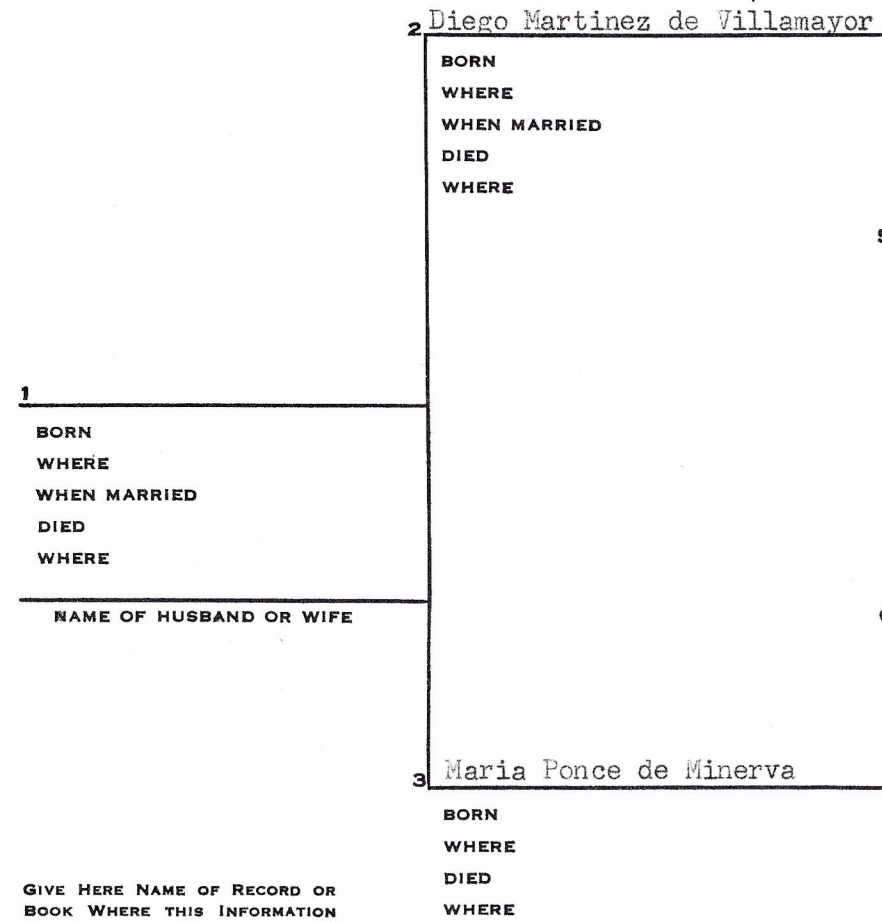 2 Diego Martinez de Villamayor
BORN
WHERE
WHEN MARRIED
DIED
WHERE
1
BORN
WHERE
WHEN MARRIED
DIED
WHERE
NAME OF HUSBAND OR WIFE
3 Maria Ponce de Minerva
BORN
WHERE
DIED
WHERE
GIVE HERE NAME OF RECORD OR
BOOK WHERE THIS INFORMATION